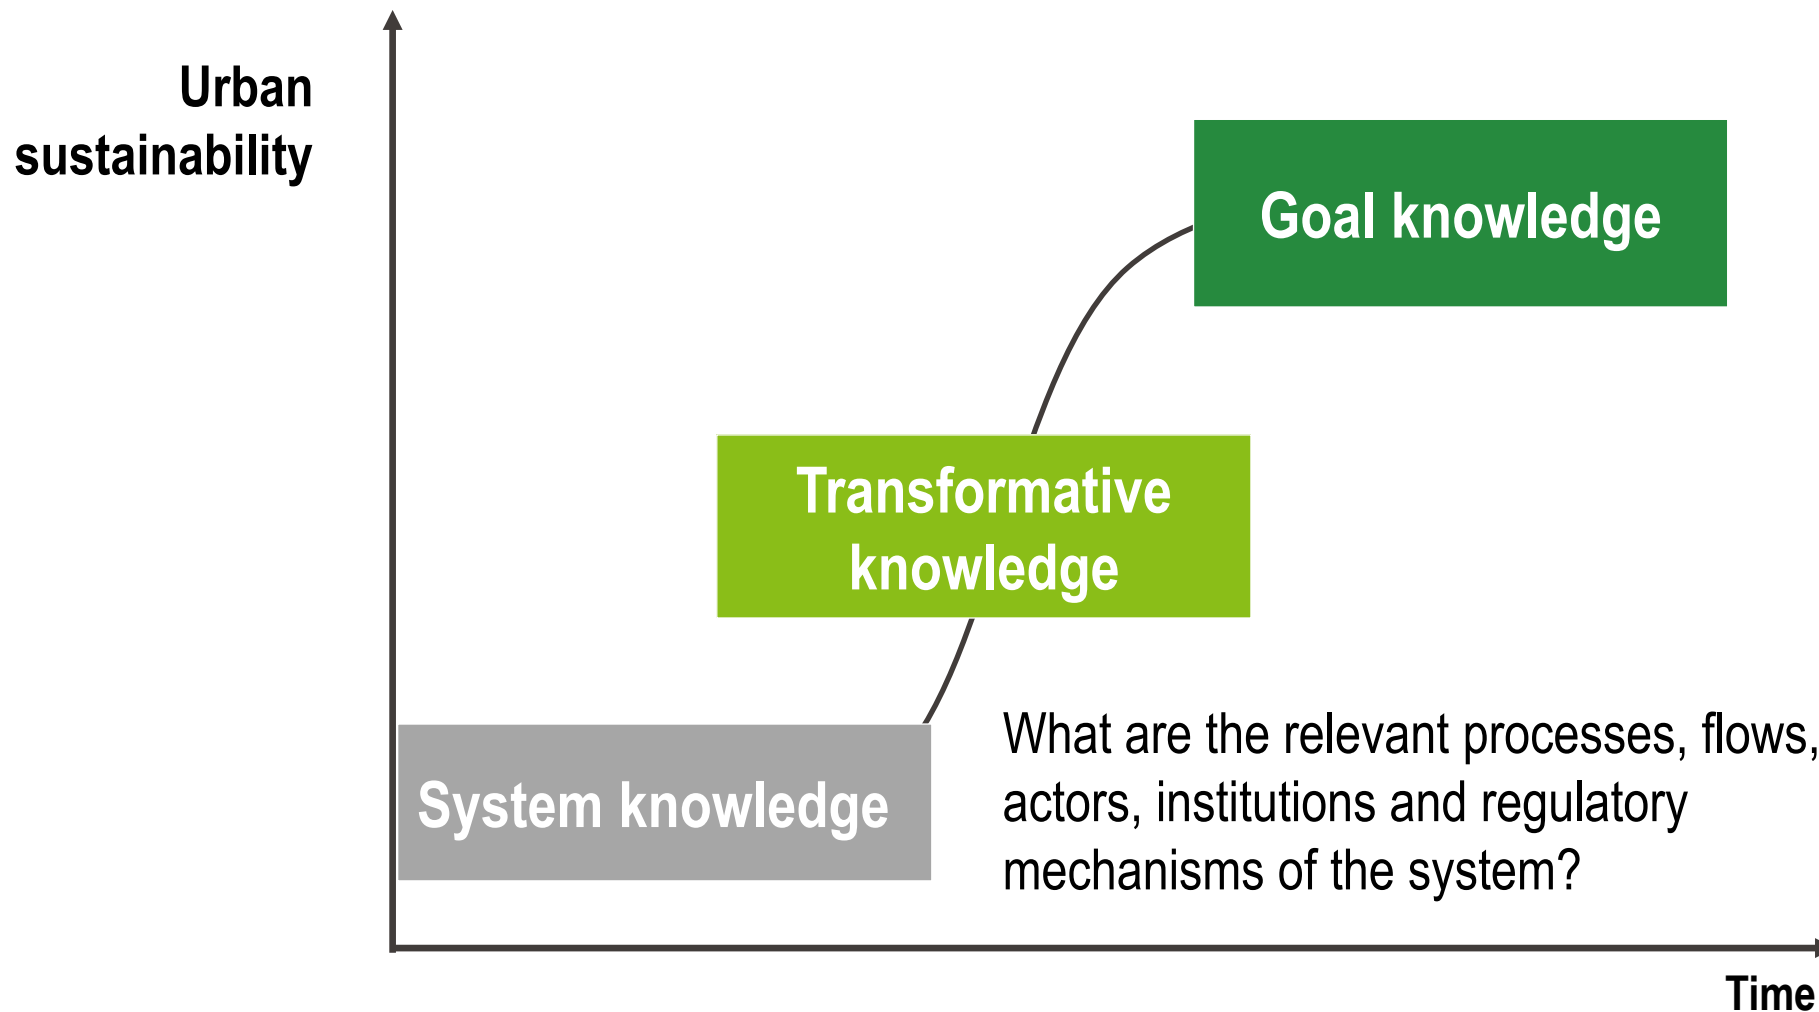 Urban
sustainability
Goal knowledge
Transformative
knowledge
System knowledge
What are the relevant processes, flows,
actors, institutions and regulatory
mechanisms of the system?
Time